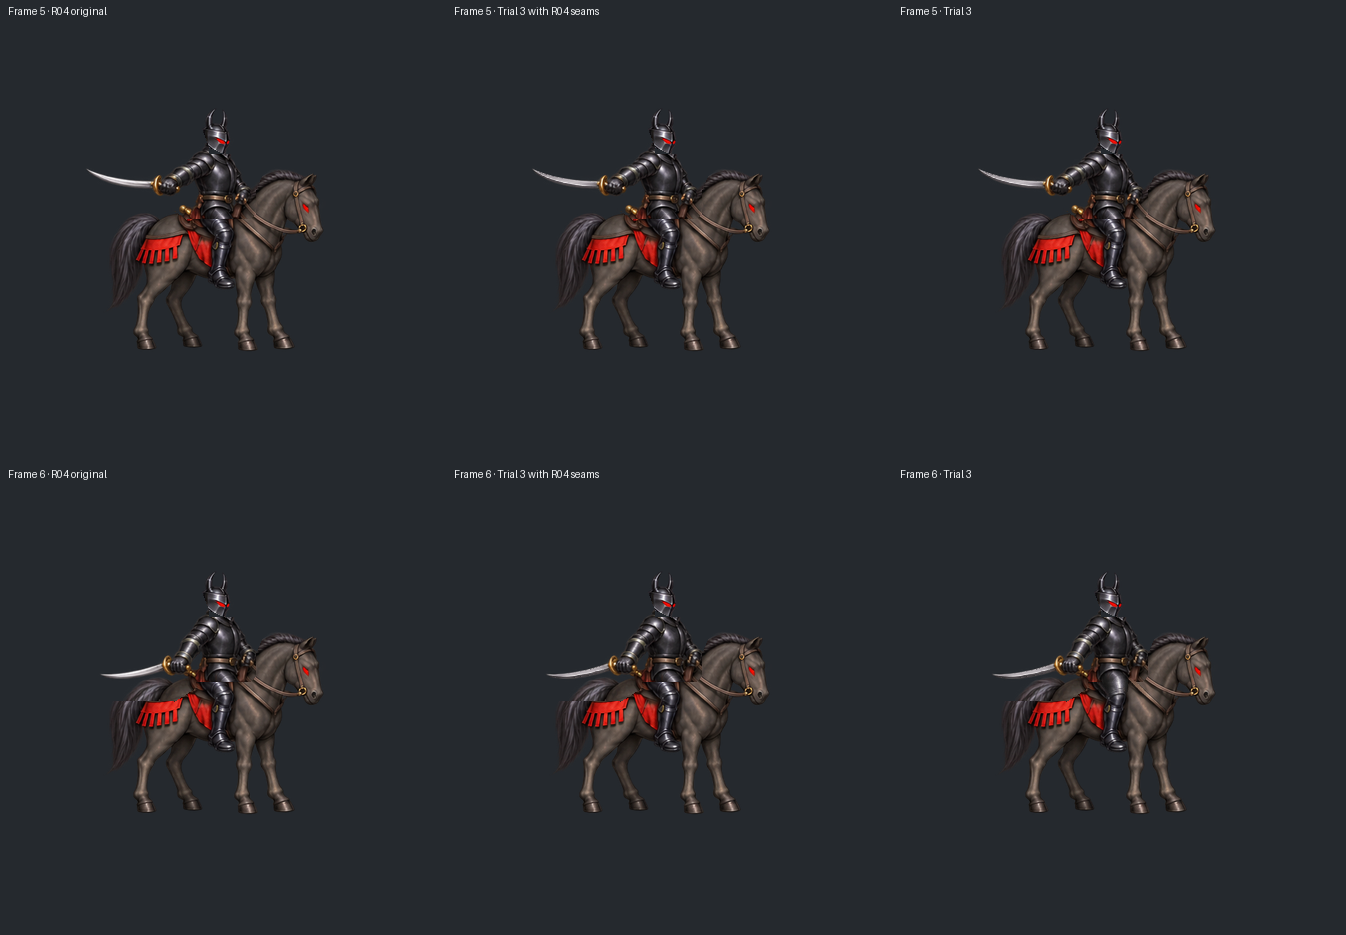 Frame 5 · R04 original
Frame 5 · Trial 3 with R04 seams
Frame 5 · Trial 3
Frame 6 · R04 original
Frame 6 · Trial 3 with R04 seams
Frame 6 · Trial 3